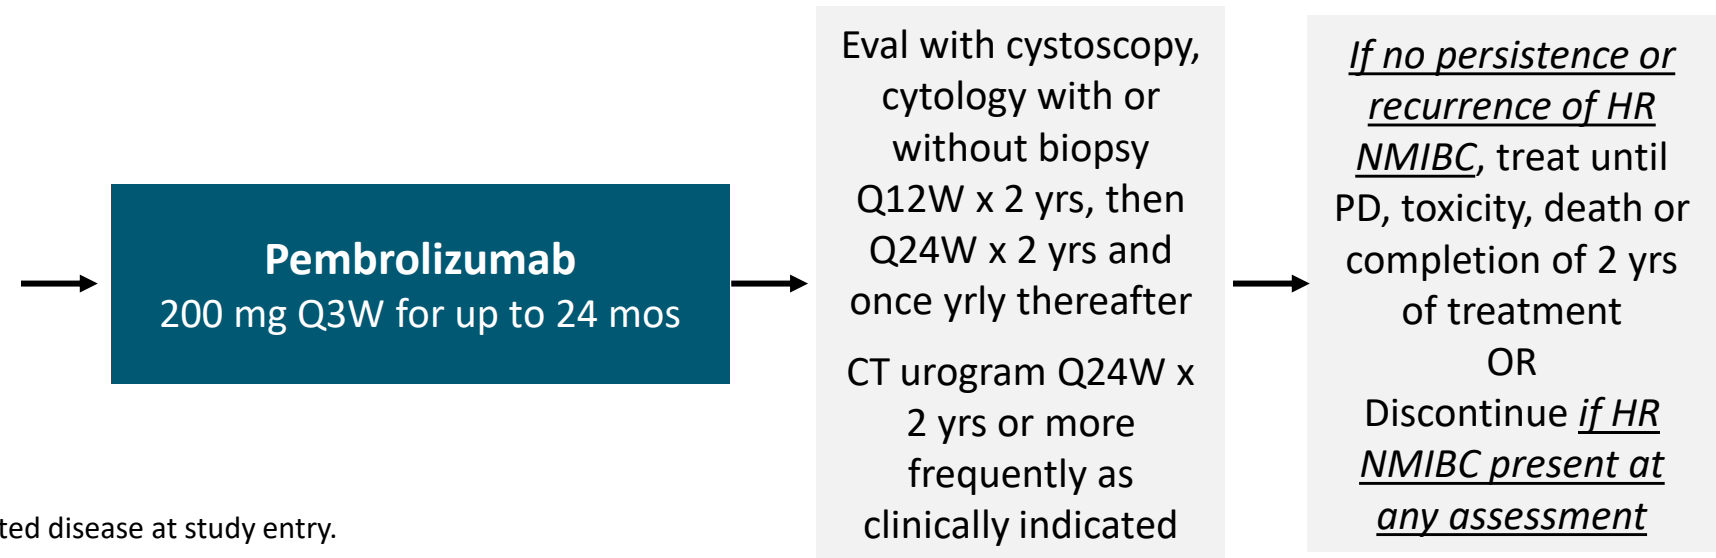 Pembrolizumab
200 mg Q3W for up to 24 mos
Eval with cystoscopy,
cytology with or
without biopsy
Q12W x 2 yrs, then
Q24W x 2 yrs and
once yrly thereafter
CT urogram Q24W x
2 yrs or more
frequently as
clinically indicated
If no persistence or
recurrence of HR
NMIBC, treat until
PD, toxicity, death or
completion of 2 yrs
of treatment
OR
Discontinue if HR
NMIBC present at
any assessment
ted disease at study entry.